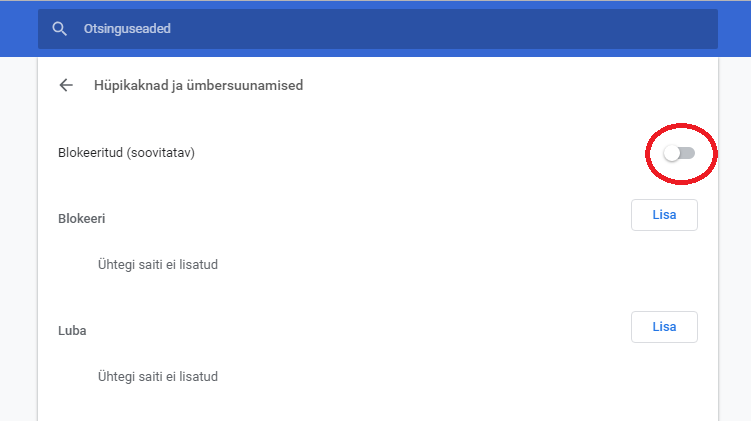 Otsinguseaded
Hüpikaknad ja ümbersuunamised
Blokeeritud (soovitatav)
Blokeeri
Lisa
Ühtegi saiti ei lisatud
Luba
Lisa
Ühtegi saiti ei lisatud